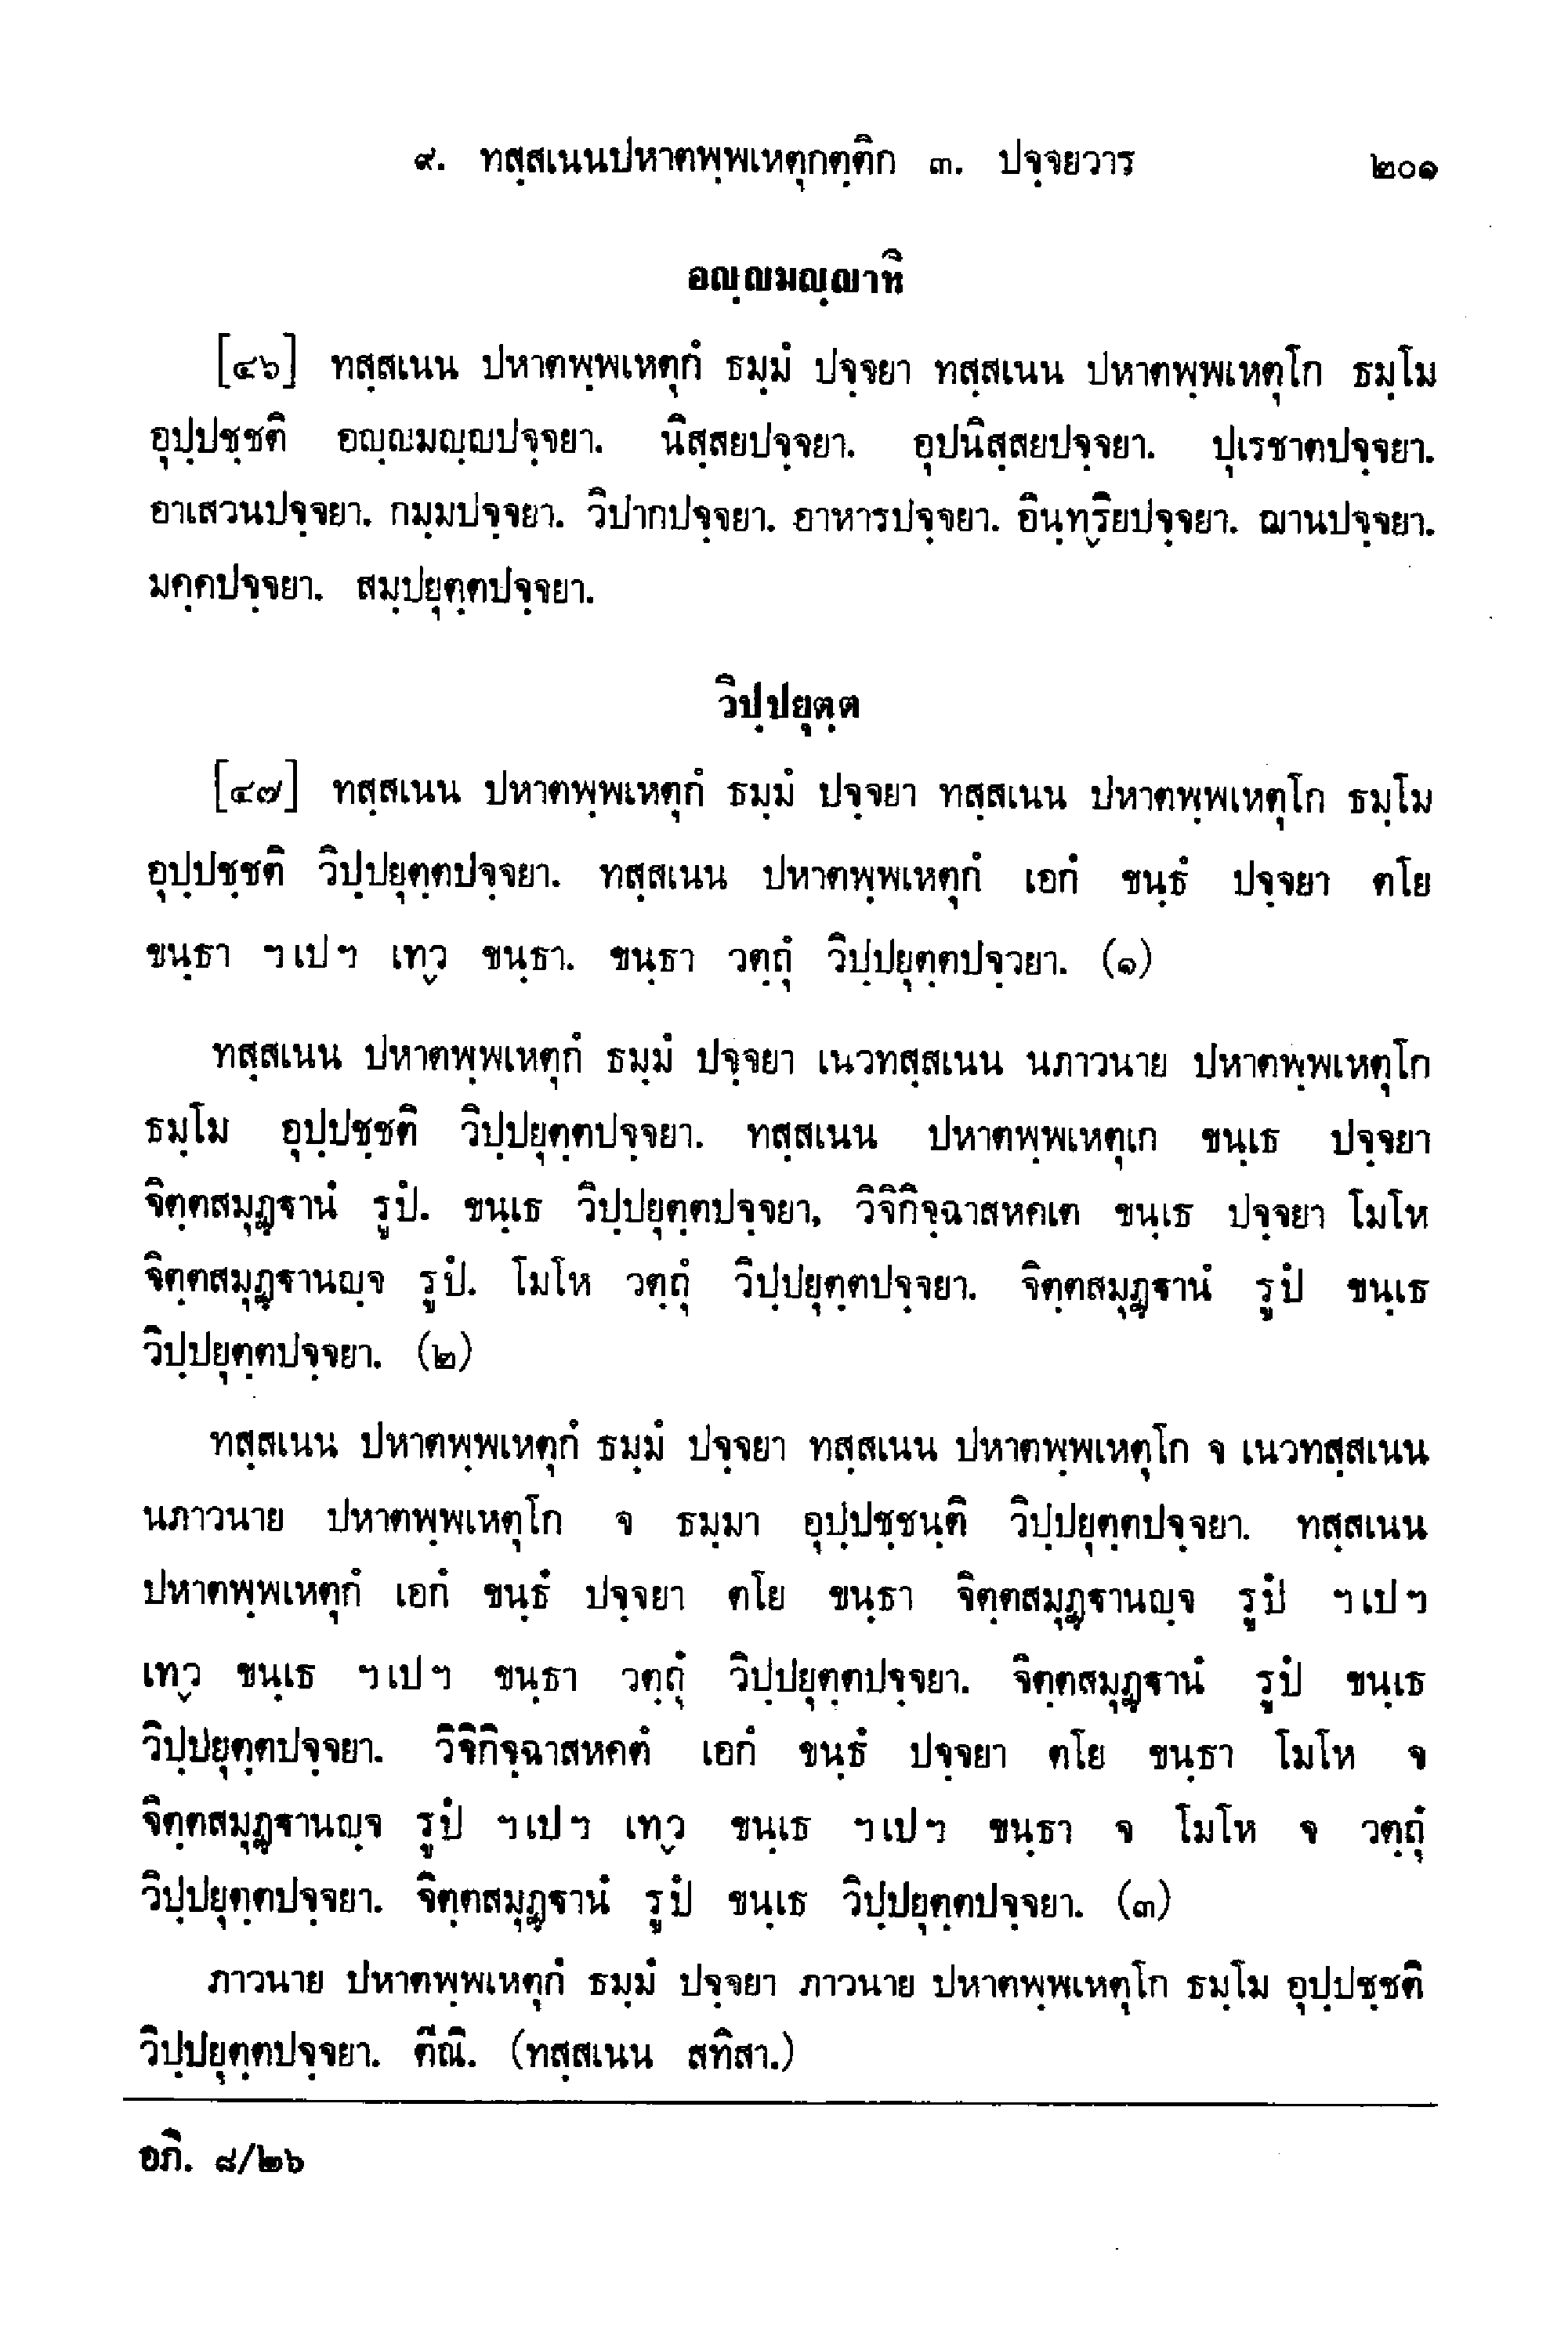 ๙. ทสฺสเนนปหาตพฺพเหตุกตฺติก ๓. ปจฺจยวาร ๒๐๑
อญฺญมญฺญาทิ
[๔๖] ทสฺสเนน ปหาตพฺพเหตุกํ ธมฺมํ ปจฺจยา ทสฺสเนน ปหาตพฺพเหตุโก ธมฺโม
อุปฺปชฺชติ อญฺญมญฺญปจฺจยา. นิสฺสยปจฺจยา. อุปนิสฺสยปจฺจยา. ปุเรชาตปจฺจยา.
อาเสวนปจฺจยา. กมฺมปจฺจยา. วิปากปจฺจยา. อาหารปจฺจยา. อินฺทฺริยปจฺจยา. ฌานปจฺจยา.
มคฺคปจฺจยา. สมฺปยุตฺตปจฺจยา.
วิปฺปยุตฺต
[๔๗] ทสฺสเนน ปหาตพฺพเหตุกํ ธมฺมํ ปจฺจยา ทสฺสเนน ปหาตพฺพเหตุโก ธมฺโม
อุปฺปชฺชติ วิปฺปยุตฺตปจฺจยา. ทสฺสเนน ปหาตพฺพเหตุกํ เอกํ ขนฺธํ ปจฺจยา ตโย
ขนฺธา ฯเปฯ เทฺว ขนฺธา. ขนฺธา วตฺถุํ วิปฺปยุตฺตปจฺวยา. (๑)
ทสฺสเนน ปหาตพฺพเหตุกํ ธมฺมํ ปจฺจยา เนวทสฺสเนน นภาวนาย ปหาตพฺพเหตุโก
ธมฺโม อุปฺปชฺชติ วิปฺปยุตฺตปจฺจยา. ทสฺสเนน ปหาตพฺพเหตุเก ขนฺเธ ปจฺจยา
จิตฺตสมุฏฺฐานํ รูปํ. ขนฺเธ วิปฺปยุตฺตปจฺจยา, วิจิกิจฺฉาสหคเต ขนฺเธ ปจฺจยา โมโห
จิตฺตสมุฏฺฐานญฺจ รูปํ. โมโห วตฺถุํ วิปฺปยุตฺตปจฺจยา. จิตฺตสมุฏฺฐานํ รูปํ ขนฺเธ
วิปฺปยุตฺตปจฺจยา. (๒)
ทสฺสเนน ปหาตพฺพเหตุกํ ธมฺมํ ปจฺจยา ทสฺสเนน ปหาตพฺพเหตุโก จ เนวทสฺสเนน
นภาวนาย ปหาตพฺพเหตุโก จ ธมฺมา อุปฺปชฺชนฺติ วิปฺปยุตฺตปจฺจยา. ทสฺสเนน
ปหาตพฺพเหตุกํ เอกํ ขนฺธํ ปจฺจยา ตโย ขนฺธา จิตฺตสมุฏฺฐานญฺจ รูปํ ฯเปฯ
เทฺว ขนฺเธ ฯเปฯ ขนฺธา วตฺถุํ วิปฺปยุตฺตปจฺจยา. จิตฺตสมุฏฺฐานํ รูปํ ขนฺเธ
วิปฺปยุตฺตปจฺจยา. วิจิกิจฺฉาสหคตํ เอกํ ขนฺธํ ปจฺจยา ตโย ขนฺธา โมโห จ
จิตฺตสมุฏฺฐานญฺจ รูปํ ฯเปฯ เทฺว ขนฺเธ ฯเปฯ ขนฺธา จ โมโห จ วตฺถุํ
วิปฺปยุตฺตปจฺจยา. จิตฺตสมุฏฺฐานํ รูปํ ขนฺเธ วิปฺปยุตฺตปจฺจยา. (๓)
ภาวนาย ปหาตพฺพเหตุกํ ธมฺมํ ปจฺจยา ภาวนาย ปหาตพฺพเหตุโก ธมฺโม อุปฺปชฺชติ
วิปฺปยุตฺตปจฺจยา. ตีณิ. (ทสฺสเนน สทิสา.)
อภิ. ๘/๒๖